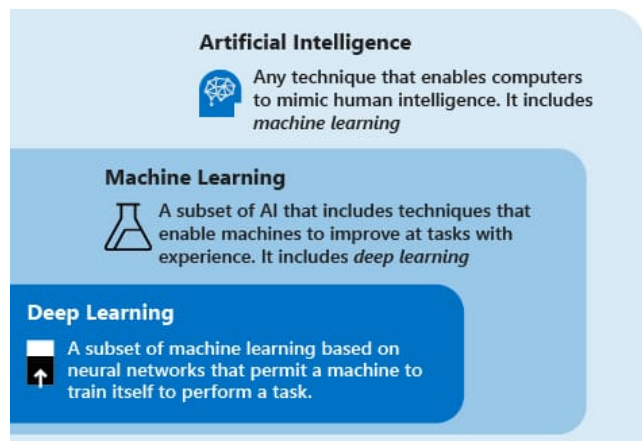 Artificial Intelligence
Any technique that enables computers
to mimic human intelligence. It includes
machine learning
Machine Learning
A subset of AI that includes techniques that
enable machines to improve at tasks with
experience. It includes deep learning
Deep Learning
A subset of machine learning based on
neural networks that permit a machine to
train itself to perform a task.